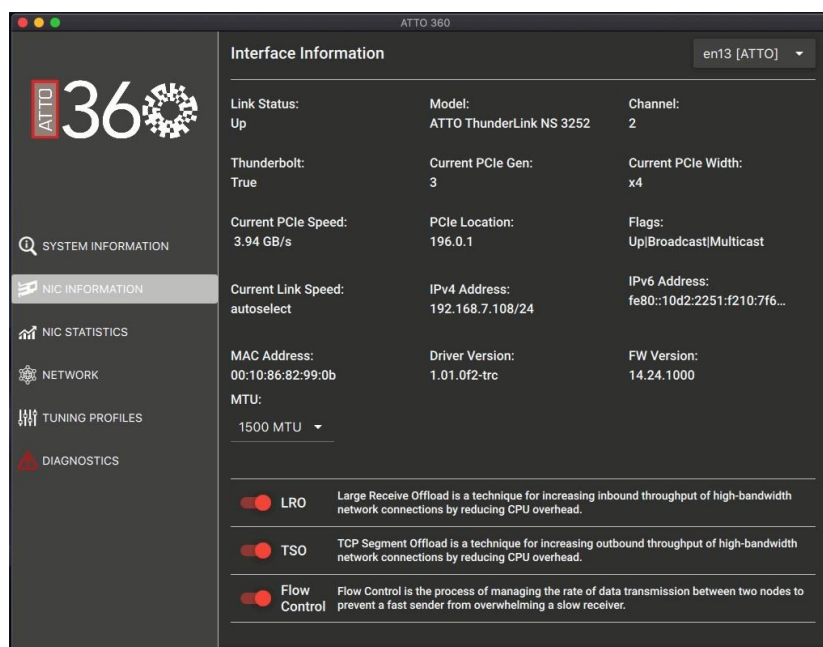 ATTO 360
ATTO 360
SYSTEM INFORMATION
NIC INFORMATION
NIC STATISTICS
NETWORK
TUNING PROFILES
DIAGNOSTICS
Interface Information
en13 [ATTO]
Link Status:
Up
Model:
ATTO ThunderLink NS 3252
Channel:
2
Thunderbolt:
True
Current PCIe Gen:
3
Current PCIe Width:
x4
Current PCIe Speed:
3.94 GB/s
PCIe Location:
196.0.1
Flags:
Up|Broadcast|Multicast
Current Link Speed:
autoselect
IPv4 Address:
192.168.7.108/24
IPv6 Address:
fe80::10d2:2251:f210:7f6...
MAC Address:
00:10:86:82:99:0b
Driver Version:
1.01.0f2-trc
FW Version:
14.24.1000
MTU:
1500 MTU
LRO
Large Receive Offload is a technique for increasing inbound throughput of high-bandwidth
network connections by reducing CPU overhead.
TSO
TCP Segment Offload is a technique for increasing outbound throughput of high-bandwidth
network connections by reducing CPU overhead.
Flow
Control
Flow Control is the process of managing the rate of data transmission between two nodes to
prevent a fast sender from overwhelming a slow receiver.